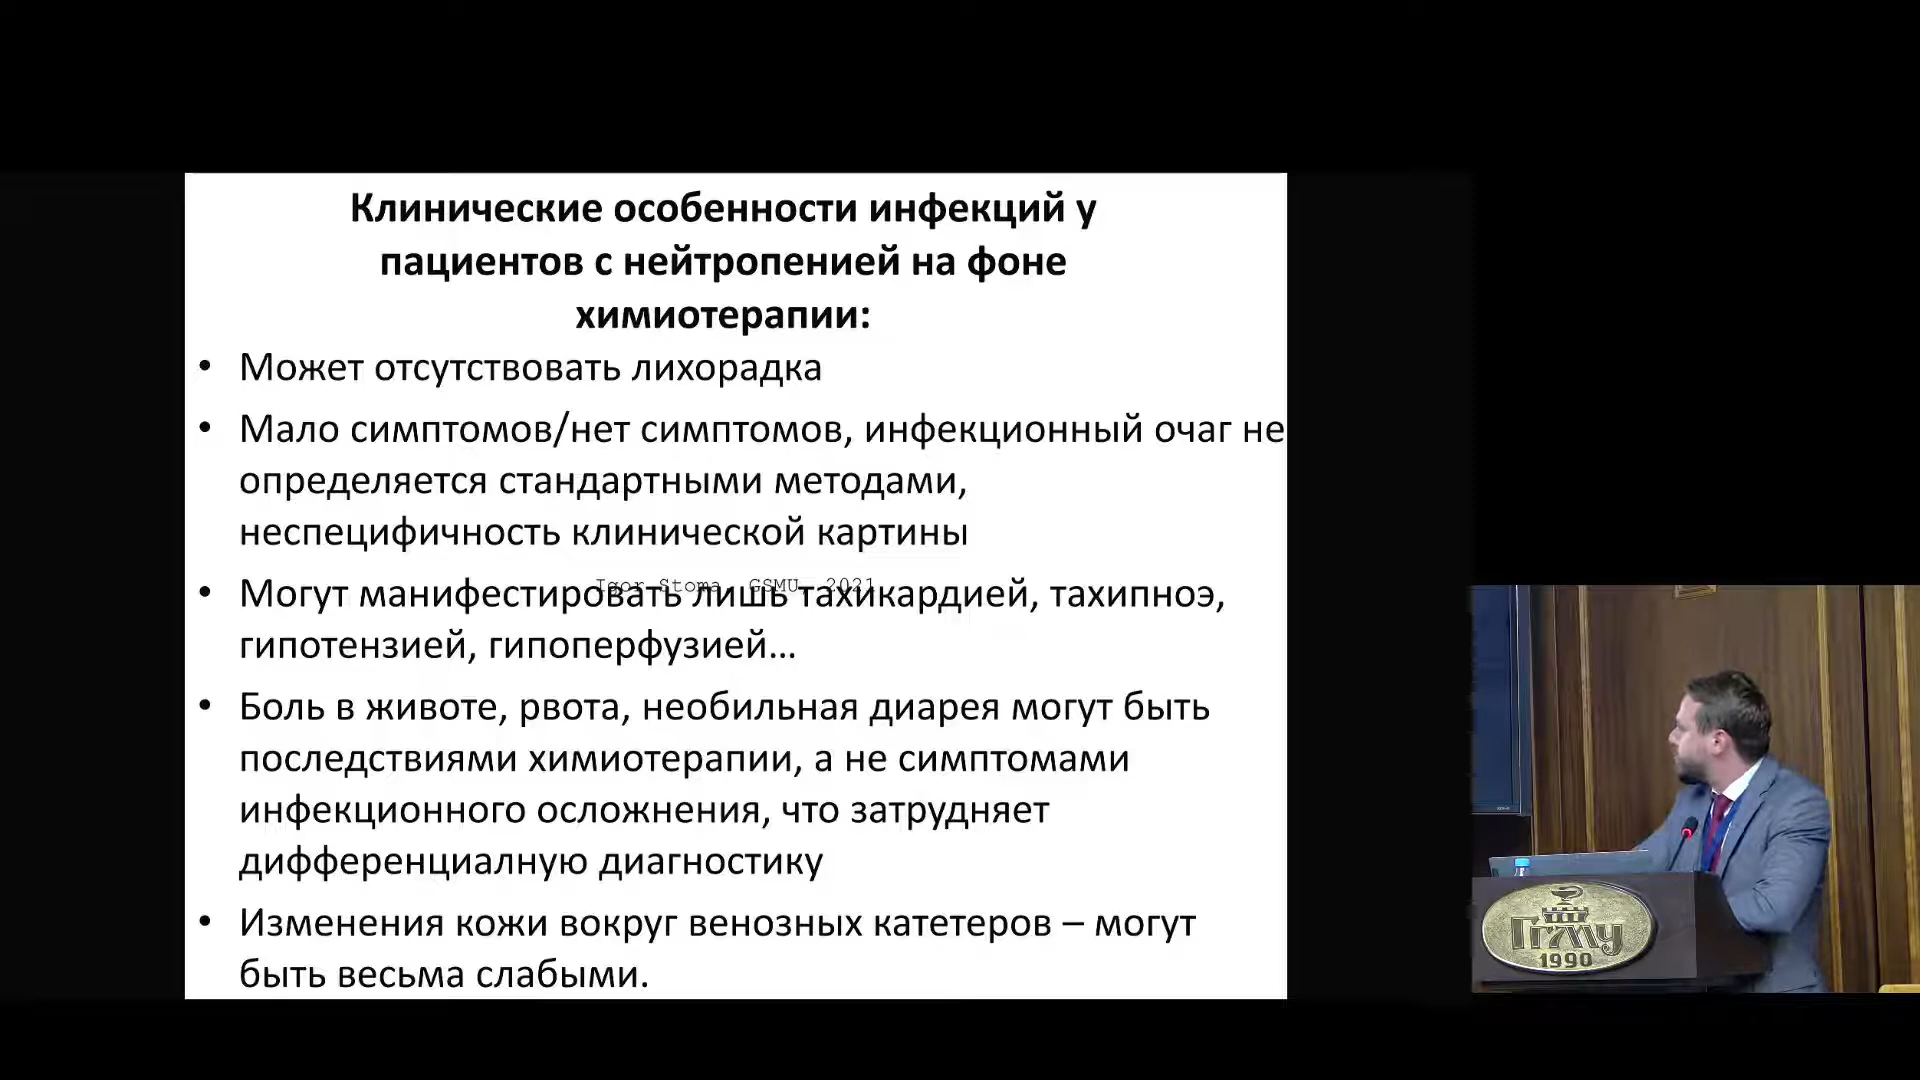 Клинические особенности инфекций у
пациентов с нейтропенией на фоне
химиотерапии:
• Может отсутствовать лихорадка
• Мало симптомов/нет симптомов, инфекционный очаг не
определяется стандартными методами,
неспецифичность клинической картины
Igor Stoma, GSMU, 2021
• Могут манифестировать лишь тахикардией, тахипноэ,
гипотензией, гипоперфузией…
• Боль в животе, рвота, необильная диарея могут быть
последствиями химиотерапии, а не симптомами
инфекционного осложнения, что затрудняет
дифференциалную диагностику
• Изменения кожи вокруг венозных катетеров – могут
быть весьма слабыми.
ГГМУ
1990